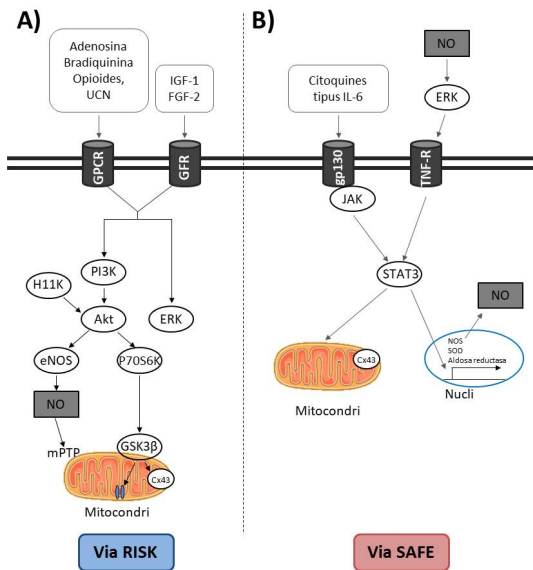 A)
Adenosina
Bradiquinina
Opioides,
UCN
IGF-1
FGF-2
GPCR
GFR
PI3K
H11K
Akt
ERK
eNOS
P70S6K
NO
mPTP
GSK3β
Cx43
Mitocondri
Via RISK
B)
NO
Citoquines
tipus IL-6
ERK
gp130
TNF-R
JAK
STAT3
NO
NOS
SOD
Aldosa reductasa
Cx43
Mitocondri
Nucli
Via SAFE